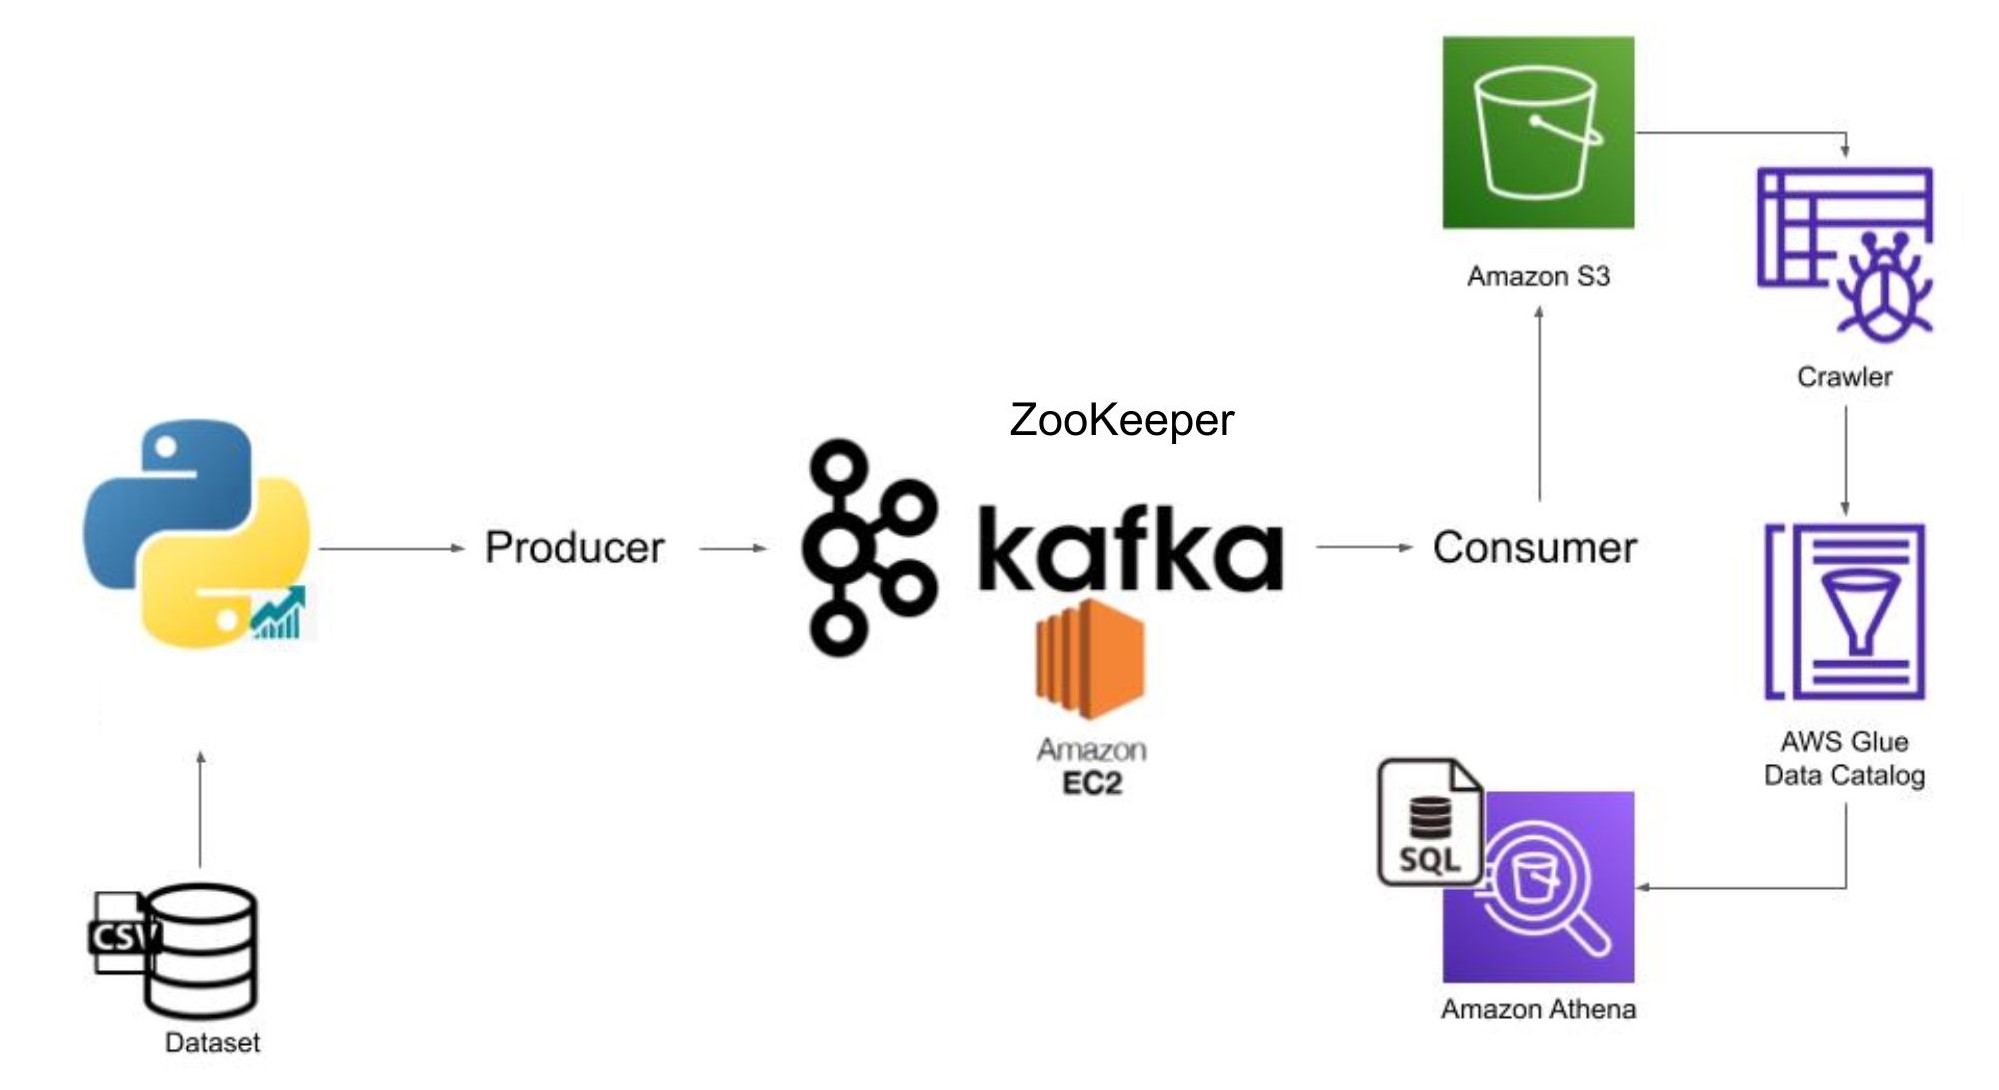 Amazon S3
Crawler
ZooKeeper
Producer
kafka
Consumer
Amazon
EC2
AWS Glue
Data Catalog
SQL
CSV
Dataset
Amazon Athena